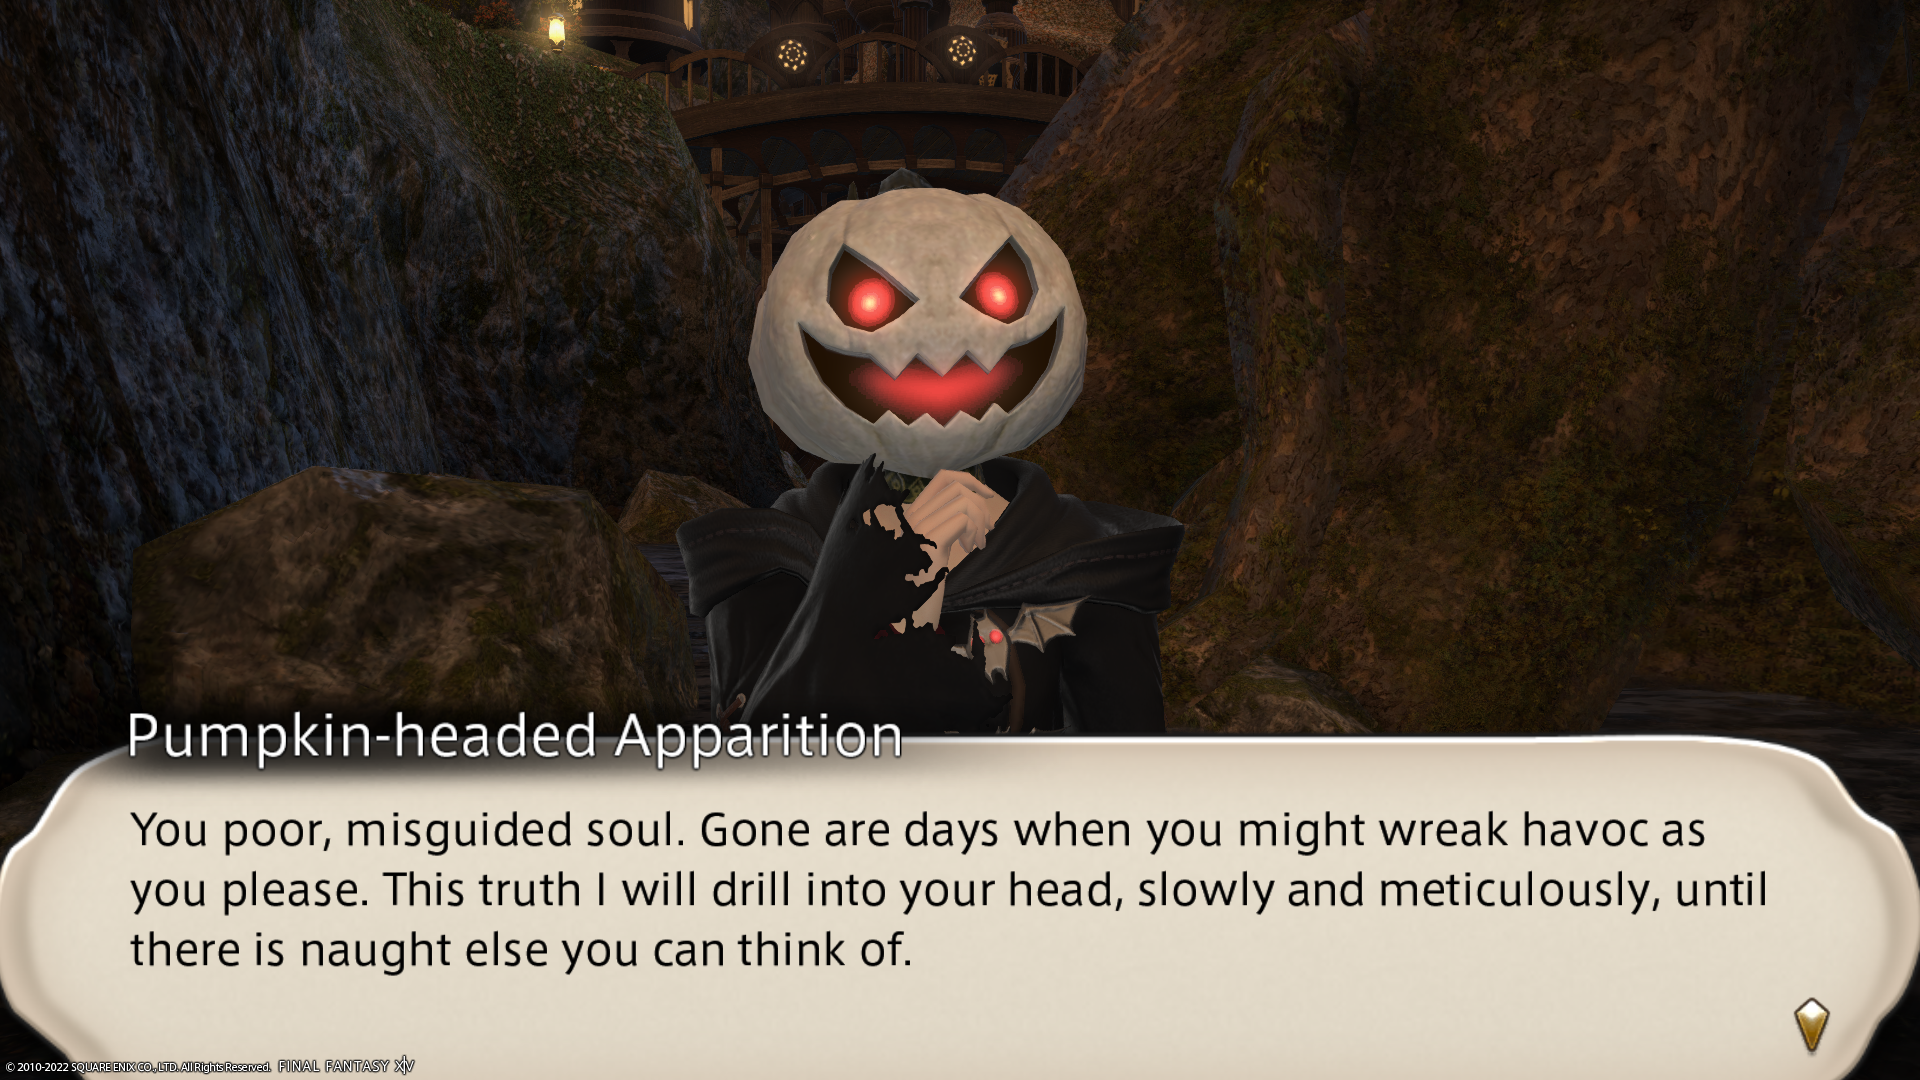 Pumpkin-headed Apparition
You poor, misguided soul. Gone are days when you might wreak havoc as
you please. This truth I will drill into your head, slowly and meticulously, until
there is naught else you can think of.
© 2010-2022 SQUARE ENIX CO., LTD. All Rights Reserved. FINAL FANTASY XIV